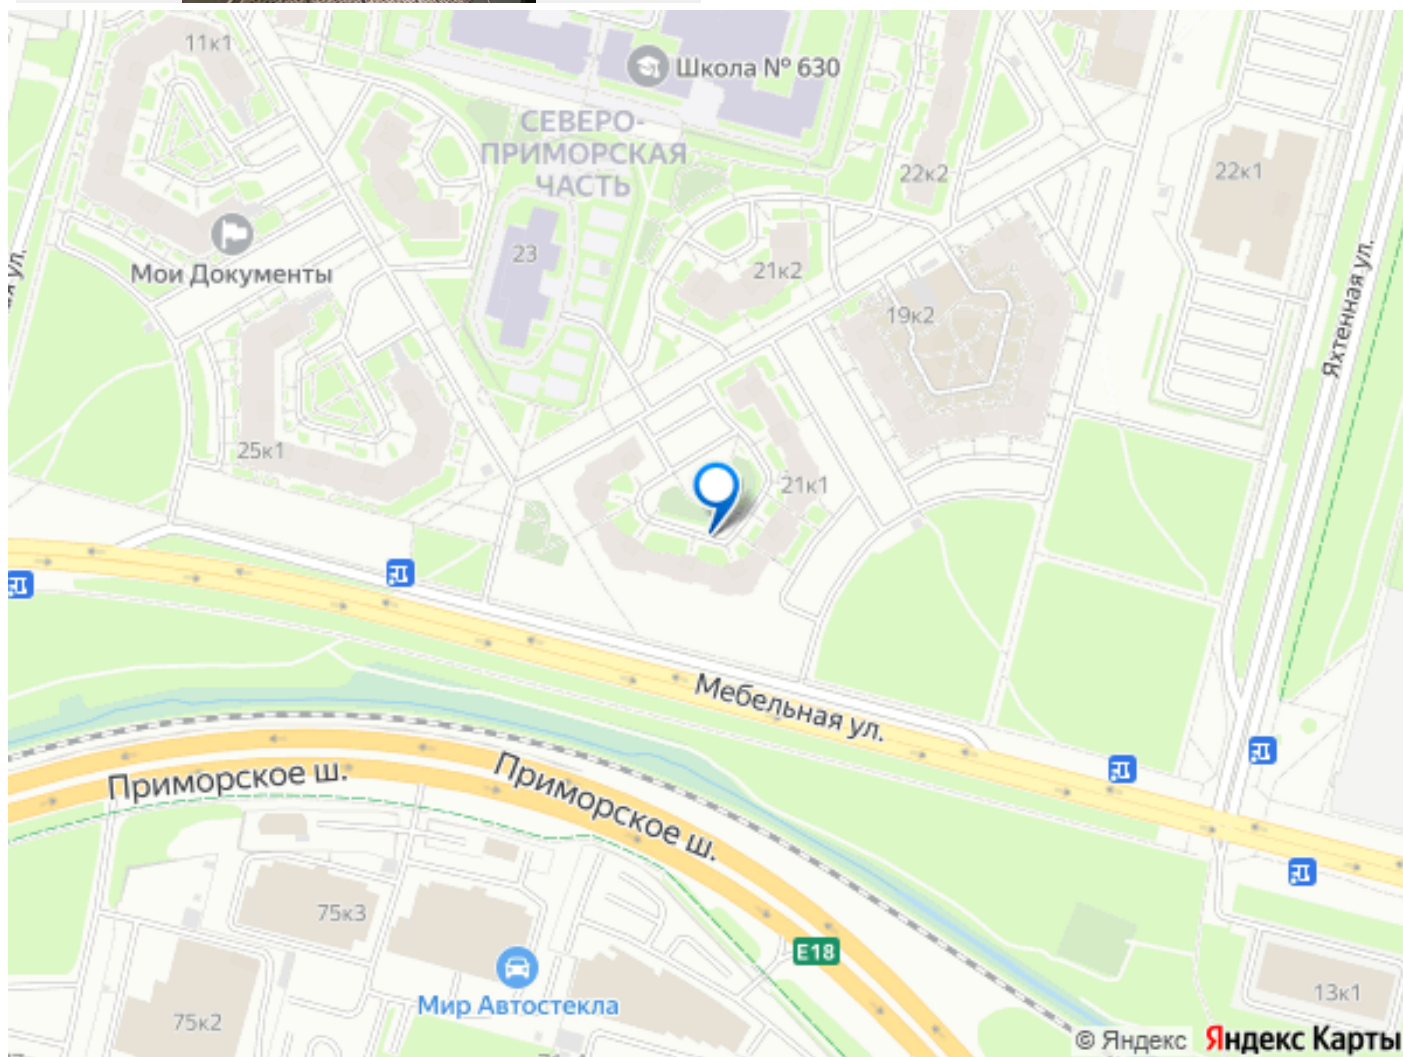 11к1
Школа № 630
СЕВЕРО-
ПРИМОРСКАЯ
ЧАСТЬ
22к2
22к1
23
21к2
Мои Документы
19к2
Яхтенная ул.
25к1
21к1
Мебельная ул.
Приморское ш.
Приморское ш.
75к3
E18
Мир Автостекла
75к2
13к1
© Яндекс Яндекс Карты